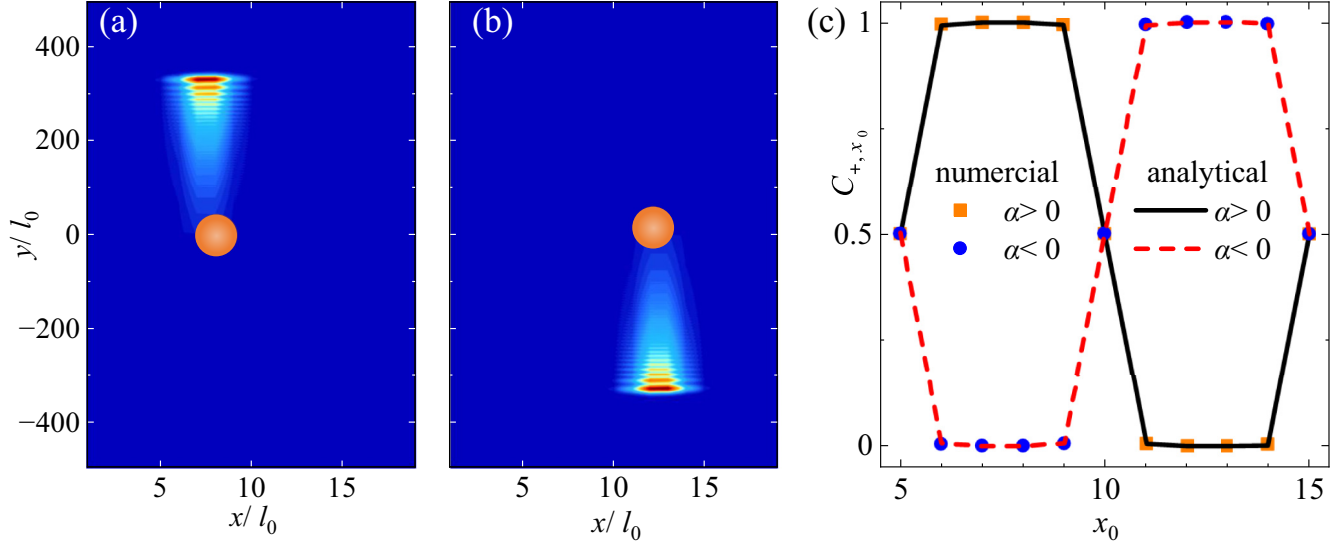 (a)
400
200
0
−200
−400
y/ l0
5
10
15
x/ l0
(b)
5
10
15
x/ l0
(c)
1
0.5
0
C+, x0
numercial
α> 0
α< 0
analytical
α> 0
α< 0
5
10
15
x0